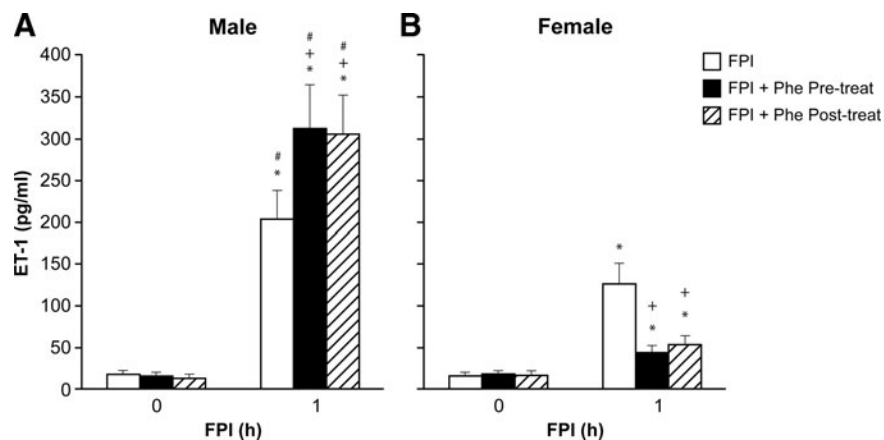 A
Male
B
Female
FPI
FPI + Phe Pre-treat
FPI + Phe Post-treat
ET-1 (pg/ml)
400
350
300
250
200
150
100
50
0
#
*
#
+
*
#
+
*
*
+
*
+
*
0
1
0
1
FPI (h)
FPI (h)